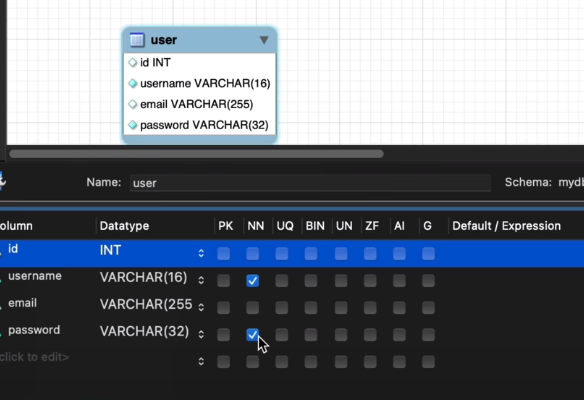 user
id INT
username VARCHAR(16)
email VARCHAR(255)
password VARCHAR(32)
Name: user Schema: mydb
olumn Datatype PK NN UQ BIN UN ZF AI G Default / Expression
id INT
username VARCHAR(16)
email VARCHAR(255
password VARCHAR(32)
click to edit>